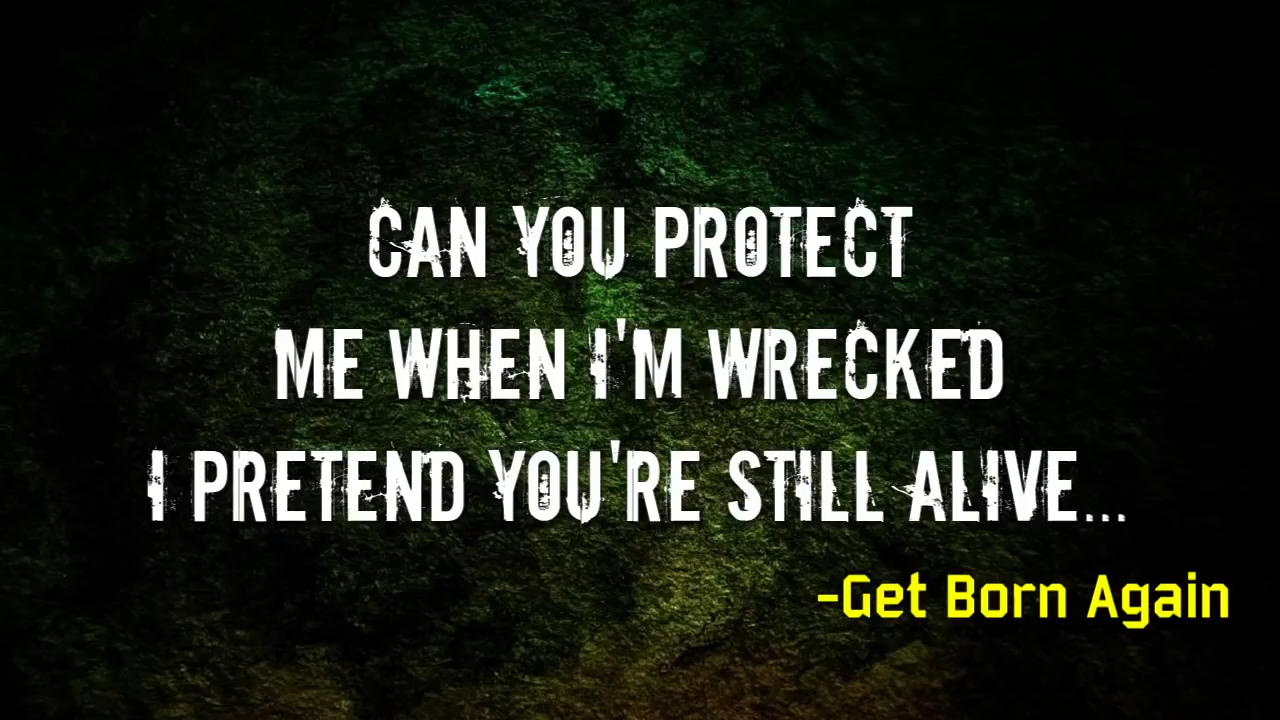 CAN YOU PROTECT
ME WHEN I'M WRECKED
I PRETEND YOU'RE STILL ALIVE...
-Get Born Again